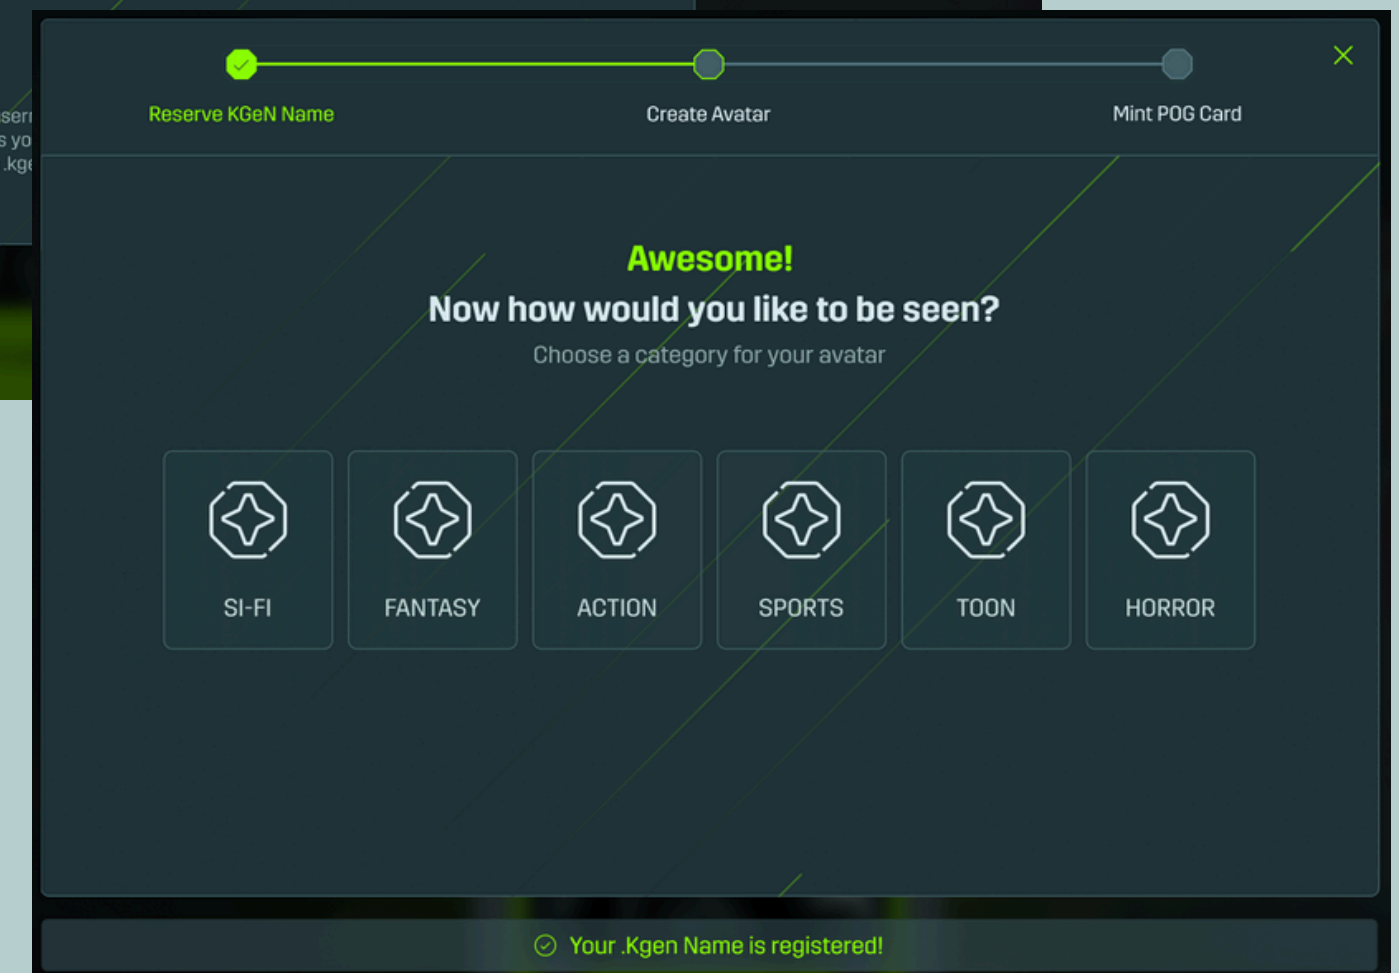 Reserve KGeN Name
Create Avatar
Mint POG Card
Awesome!
Now how would you like to be seen?
Choose a category for your avatar
SI-FI
FANTASY
ACTION
SPORTS
TOON
HORROR
Your .Kgen Name is registered!